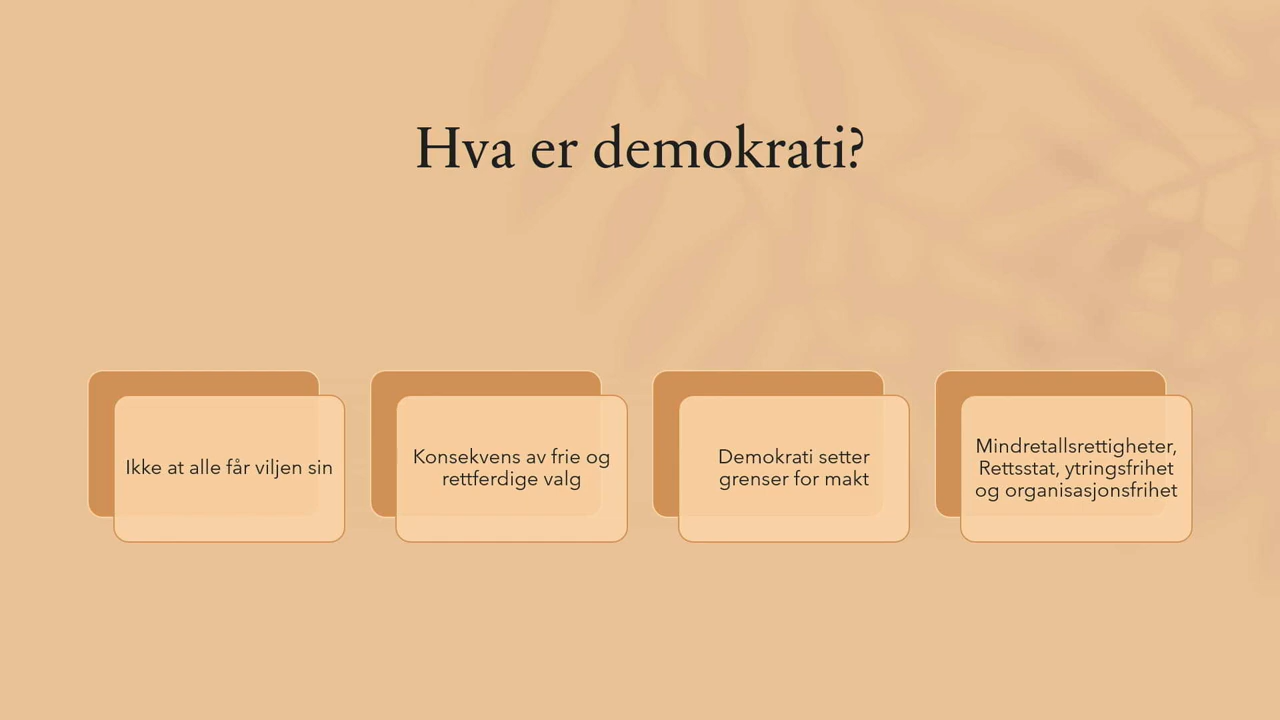 Hva er demokrati?
Ikke at alle får viljen sin
Konsekvens av frie og
rettferdige valg
Demokrati setter
grenser for makt
Mindretallsrettigheter,
Rettsstat, ytringsfrihet
og organisasjonsfrihet